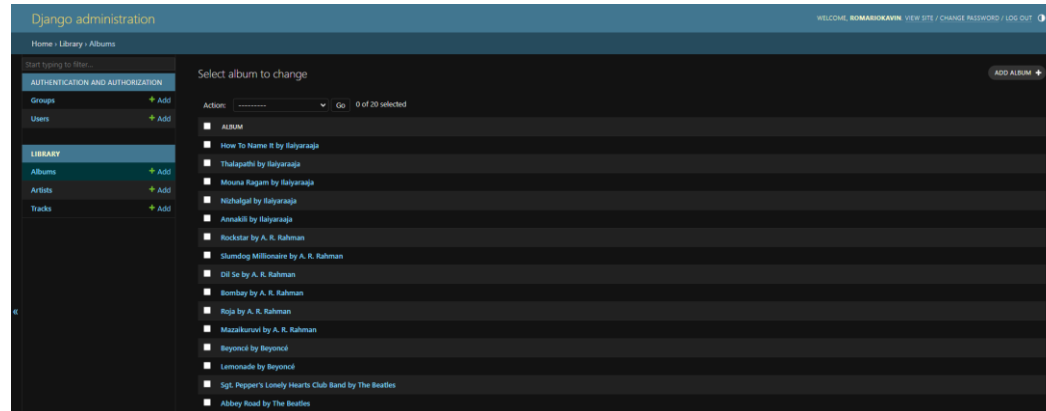 Django administration
WELCOME, ROMARIOKAVIN. VIEW SITE / CHANGE PASSWORD / LOG OUT
Home › Library › Albums
Start typing to filter...
AUTHENTICATION AND AUTHORIZATION
Groups + Add
Users + Add
LIBRARY
Albums + Add
Artists + Add
Tracks + Add
«
Select album to change
ADD ALBUM +
Action: --------- Go 0 of 20 selected
ALBUM
How To Name It by Ilaiyaraaja
Thalapathi by Ilaiyaraaja
Mouna Ragam by Ilaiyaraaja
Nizhalgal by Ilaiyaraaja
Annakili by Ilaiyaraaja
Rockstar by A. R. Rahman
Slumdog Millionaire by A. R. Rahman
Dil Se by A. R. Rahman
Bombay by A. R. Rahman
Roja by A. R. Rahman
Mazaikuruvi by A. R. Rahman
Beyoncé by Beyoncé
Lemonade by Beyoncé
Sgt. Pepper's Lonely Hearts Club Band by The Beatles
Abbey Road by The Beatles